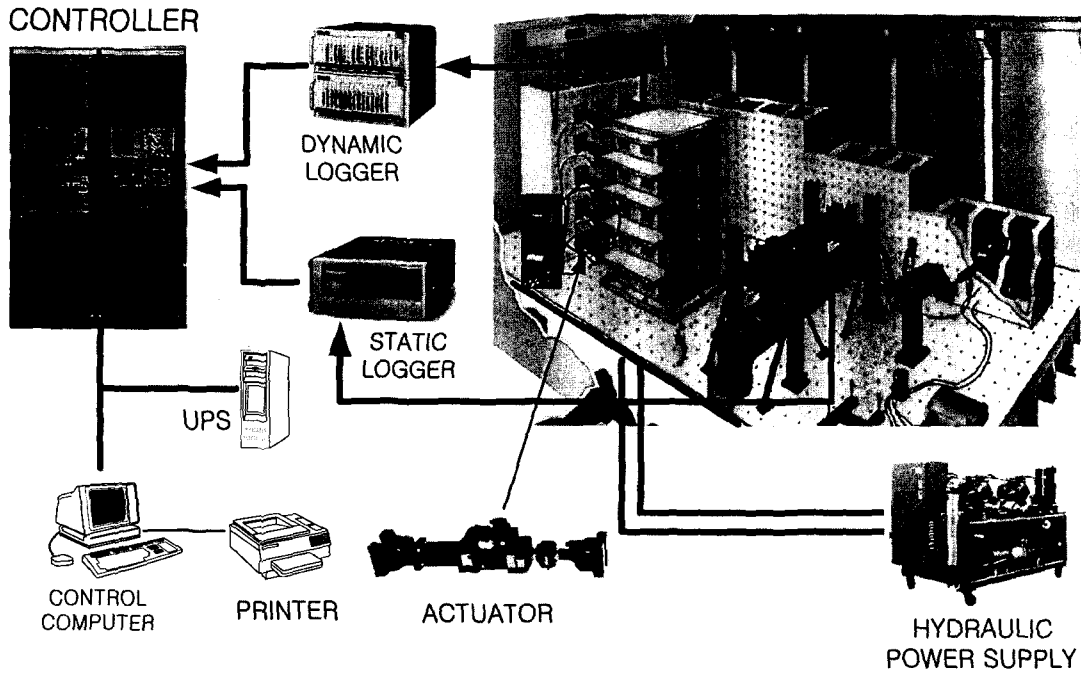 CONTROLLER
DYNAMIC
LOGGER
STATIC
LOGGER
UPS
CONTROL
COMPUTER
PRINTER
ACTUATOR
HYDRAULIC
POWER SUPPLY